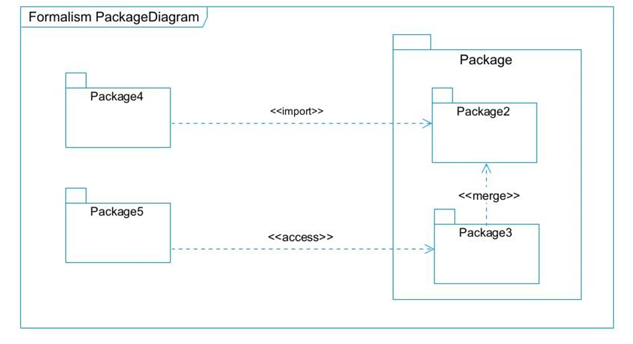 Formalism PackageDiagram
Package
Package4
<<import>>
Package2
<<merge>>
Package5
<<access>>
Package3